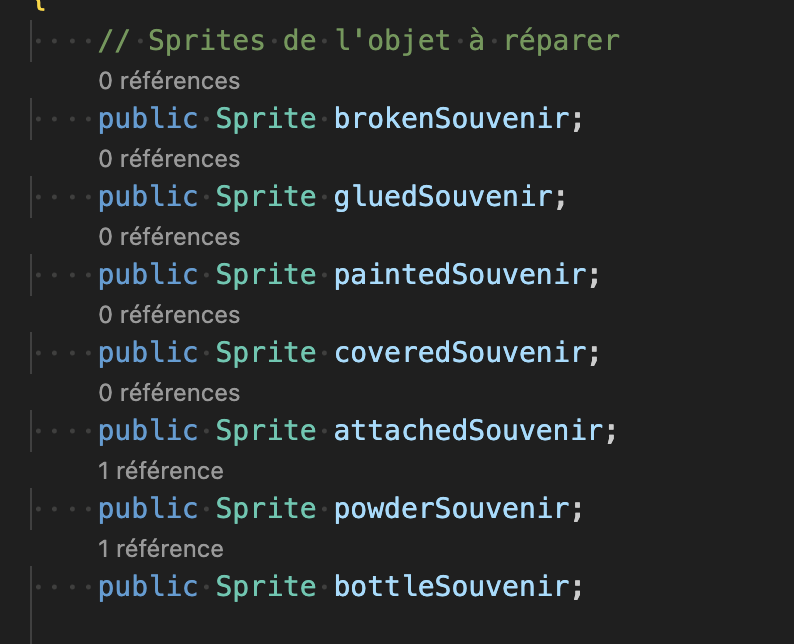 {
// Sprites de l'objet à réparer
0 références
public Sprite brokenSouvenir;
0 références
public Sprite gluedSouvenir;
0 références
public Sprite paintedSouvenir;
0 références
public Sprite coveredSouvenir;
0 références
public Sprite attachedSouvenir;
1 référence
public Sprite powderSouvenir;
1 référence
public Sprite bottleSouvenir;